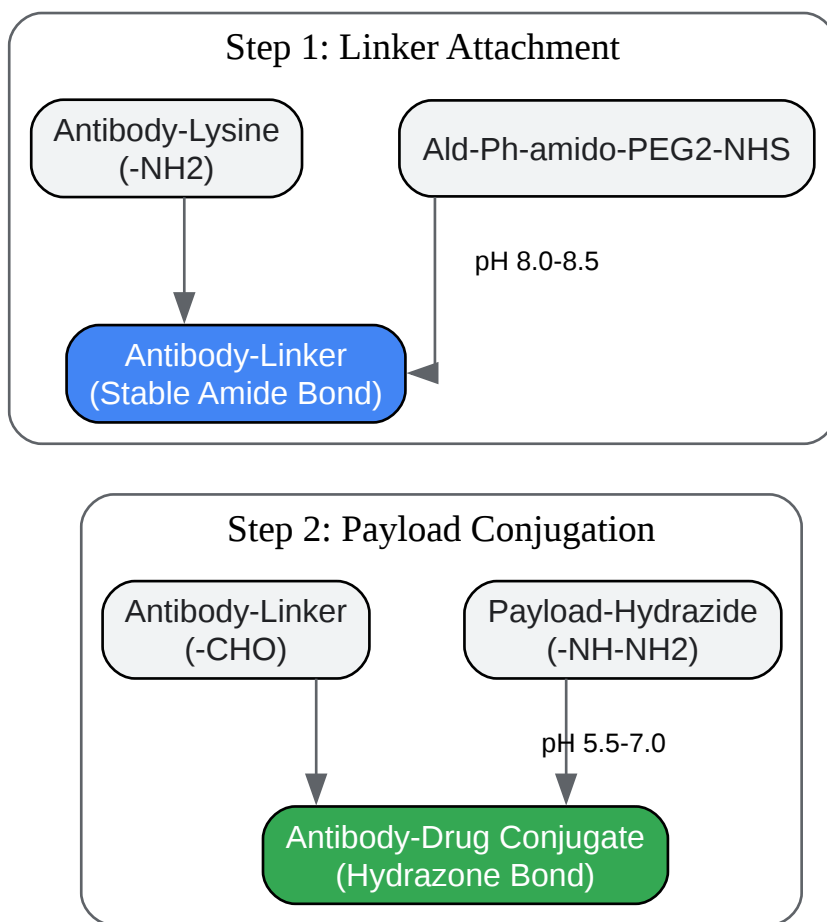 Step 1: Linker Attachment
Antibody-Lysine
(-NH2)
Ald-Ph-amido-PEG2-NHS
pH 8.0-8.5
Antibody-Linker
(Stable Amide Bond)
Step 2: Payload Conjugation
Antibody-Linker
(-CHO)
Payload-Hydrazide
(-NH-NH2)
pH 5.5-7.0
Antibody-Drug Conjugate
(Hydrazone Bond)